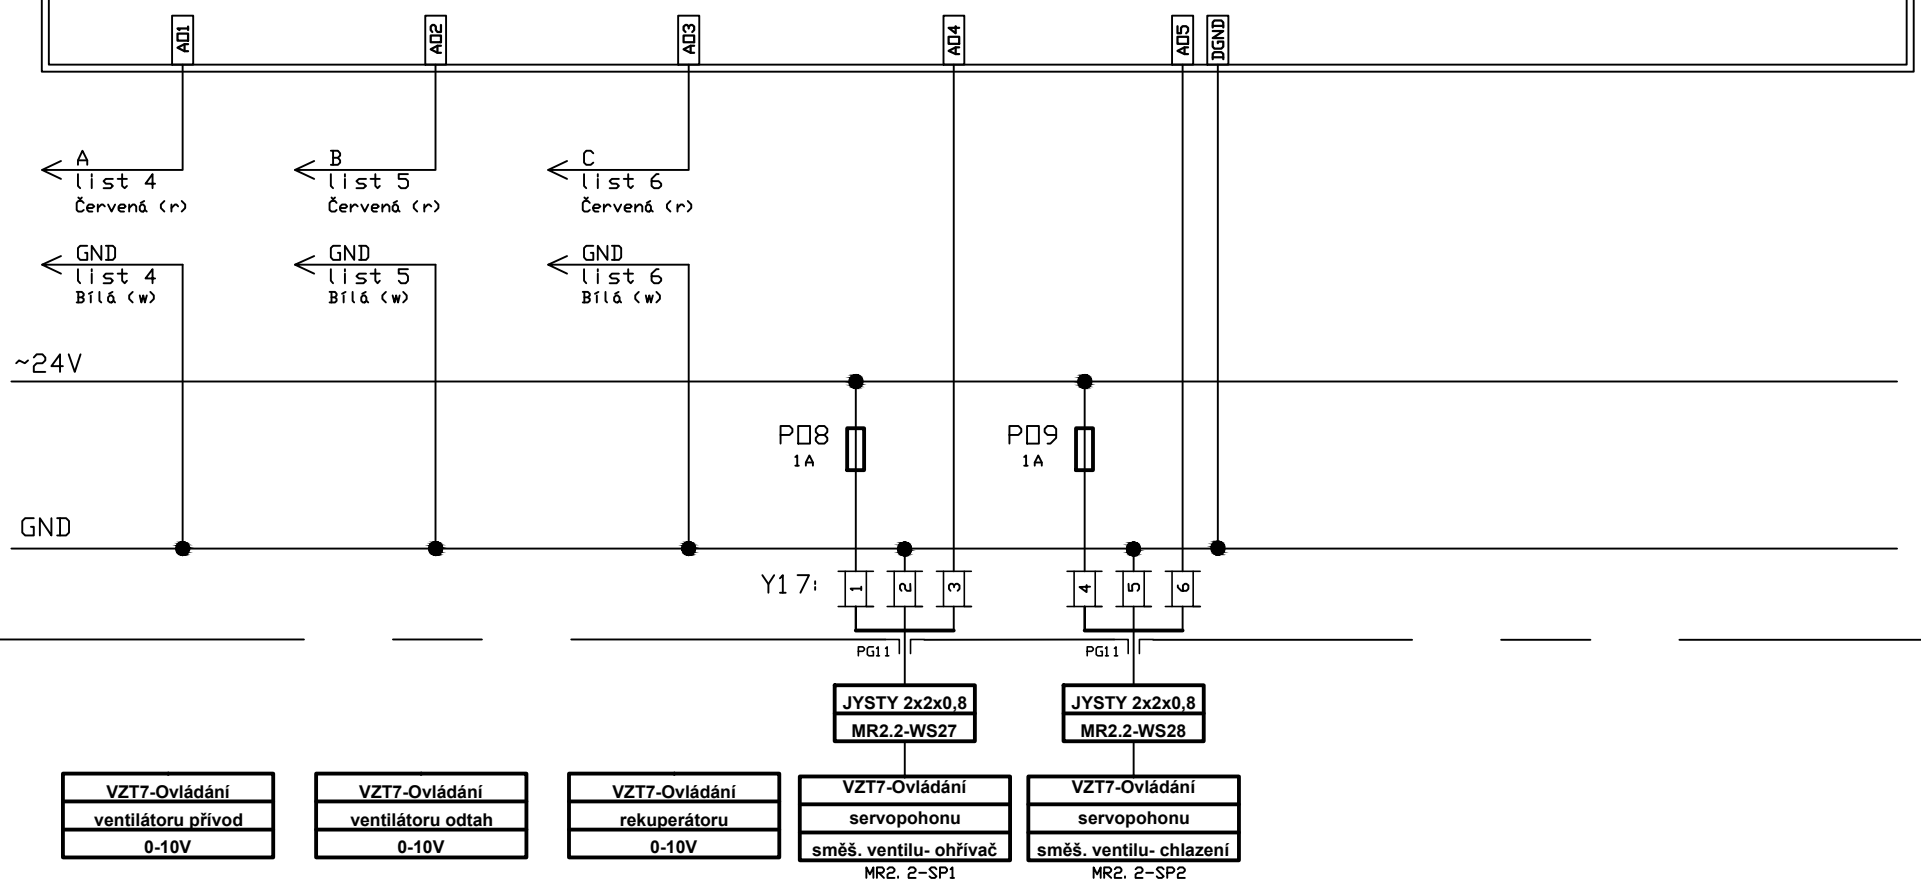 AO1
AO2
AO3
AO4
AO5
DGND
A
list 4
Červená (r)
B
list 5
Červená (r)
C
list 6
Červená (r)
GND
list 4
Bílá (w)
GND
list 5
Bílá (w)
GND
list 6
Bílá (w)
~24V
PO8
1A
PO9
1A
GND
Y17:
1
2
3
4
5
6
PG11
PG11
JYSTY 2x2x0,8
MR2.2-WS27
JYSTY 2x2x0,8
MR2.2-WS28
VZT7-Ovládání
ventilátoru přívod
0-10V
VZT7-Ovládání
ventilátoru odtah
0-10V
VZT7-Ovládání
rekuperátoru
0-10V
VZT7-Ovládání
servopohonu
směš. ventilu- ohřívač
MR2.2-SP1
VZT7-Ovládání
servopohonu
směš. ventilu- chlazení
MR2.2-SP2